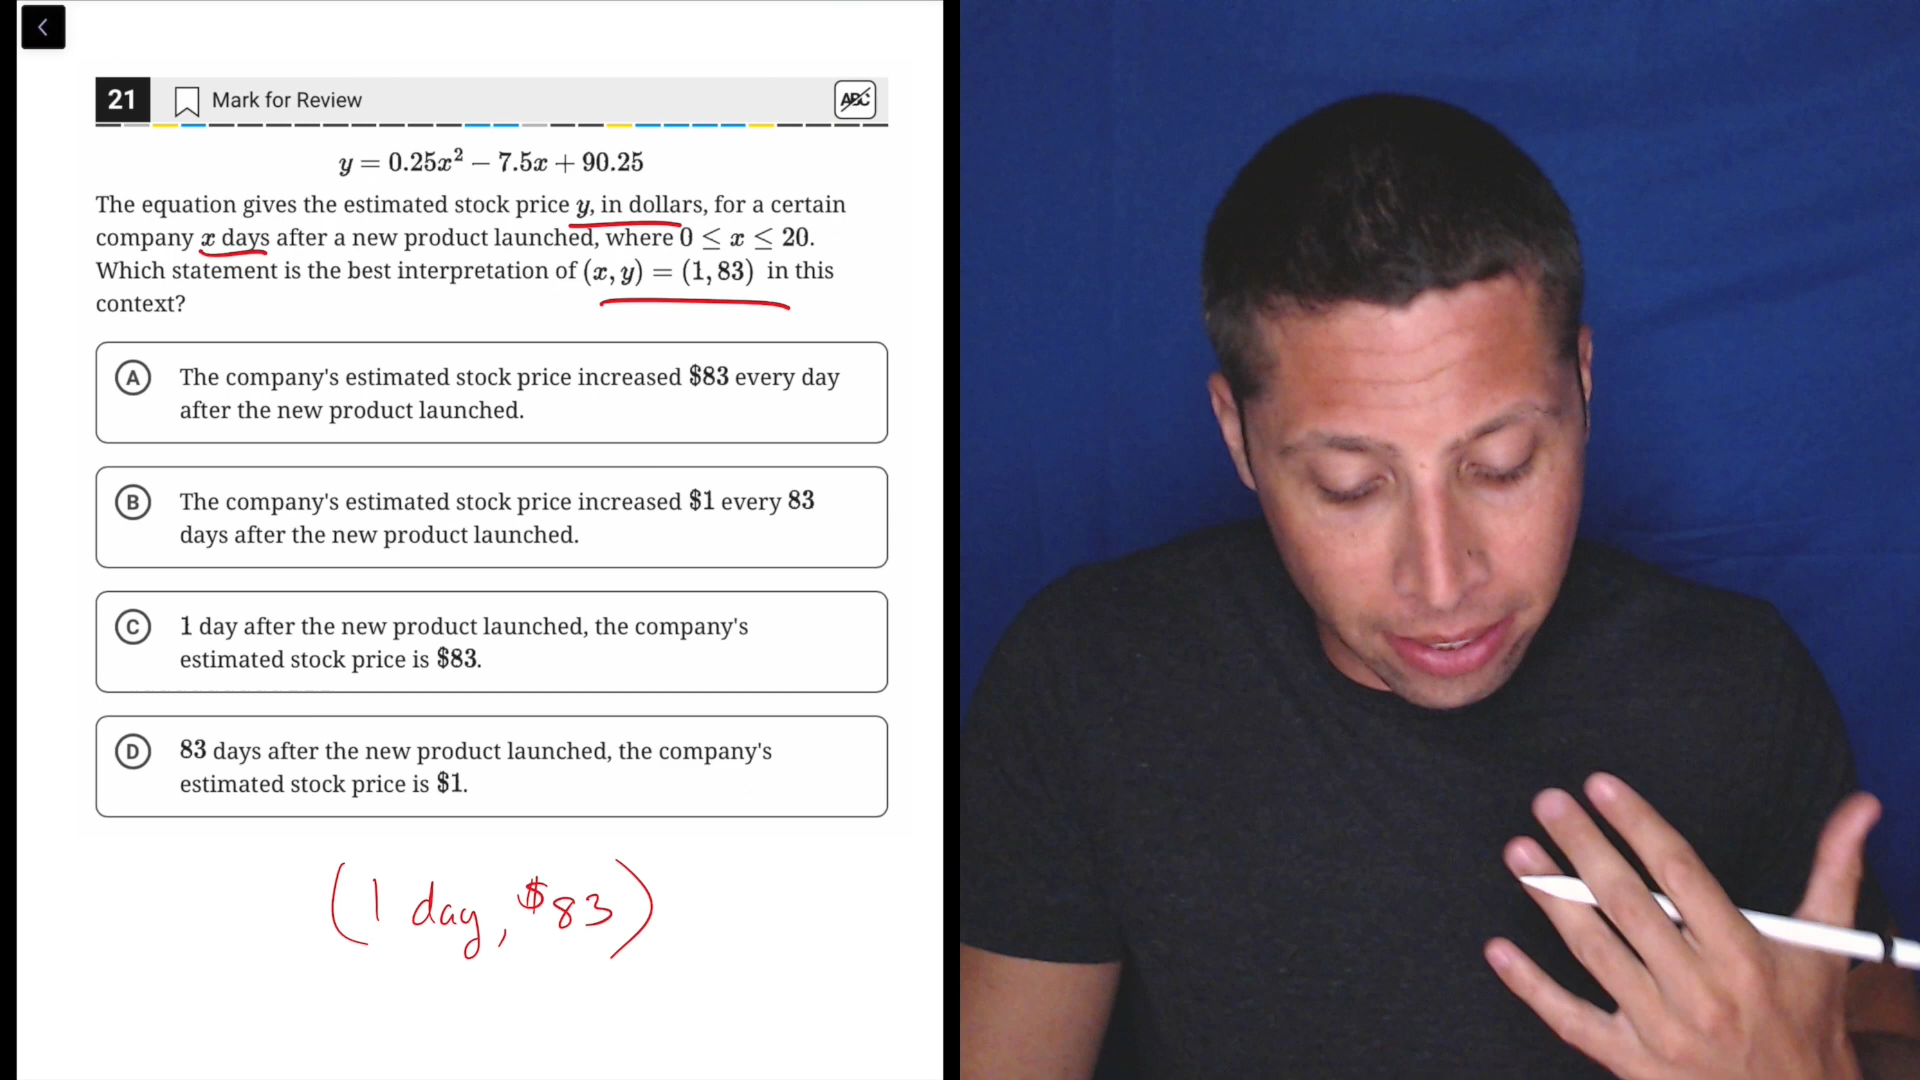 21 Mark for Review ABC
y = 0.25x² − 7.5x + 90.25
The equation gives the estimated stock price y, in dollars, for a certain
company x days after a new product launched, where 0 ≤ x ≤ 20.
Which statement is the best interpretation of (x, y) = (1, 83) in this
context?
A The company's estimated stock price increased $83 every day
after the new product launched.
B The company's estimated stock price increased $1 every 83
days after the new product launched.
C 1 day after the new product launched, the company's
estimated stock price is $83.
D 83 days after the new product launched, the company's
estimated stock price is $1.
(1 day, $83)